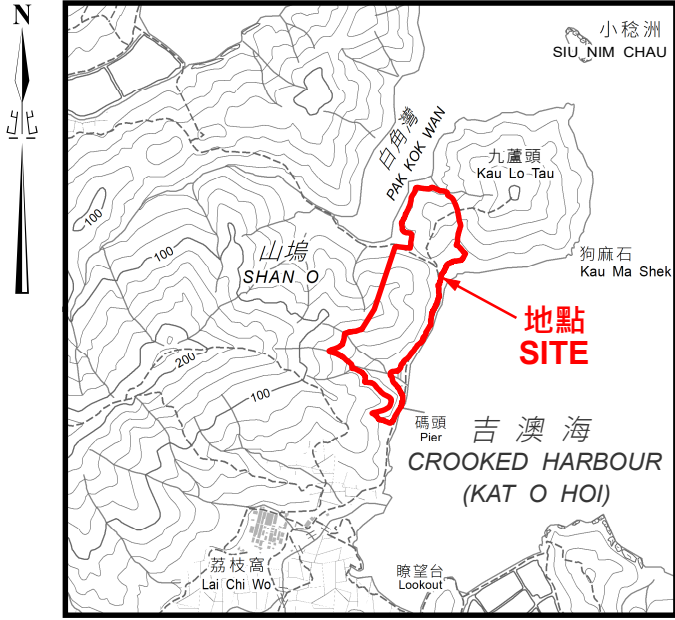 N
北
小稔洲
SIU NIM CHAU
白角灣
PAK KOK WAN
九蘆頭
Kau Lo Tau
100
100
山塢
SHAN O
狗麻石
Kau Ma Shek
地點
SITE
200
100
碼頭
Pier
吉澳海
CROOKED HARBOUR
(KAT O HOI)
荔枝窩
Lai Chi Wo
瞭望台
Lookout